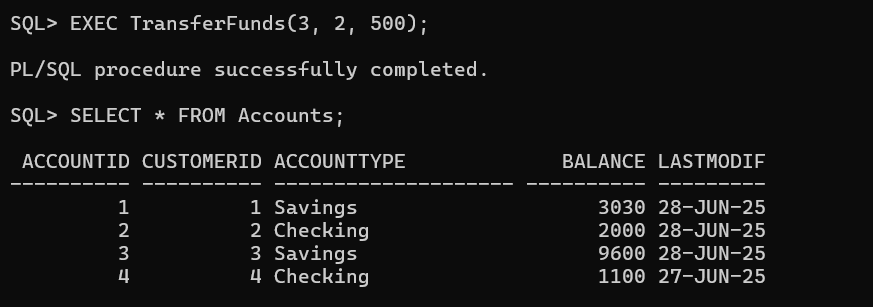 SQL> EXEC TransferFunds(3, 2, 500);
PL/SQL procedure successfully completed.
SQL> SELECT * FROM Accounts;
 ACCOUNTID CUSTOMERID ACCOUNTTYPE             BALANCE LASTMODIF
---------- ---------- -------------------- ---------- ---------
         1          1 Savings                    3030 28-JUN-25
         2          2 Checking                   2000 28-JUN-25
         3          3 Savings                    9600 28-JUN-25
         4          4 Checking                   1100 27-JUN-25